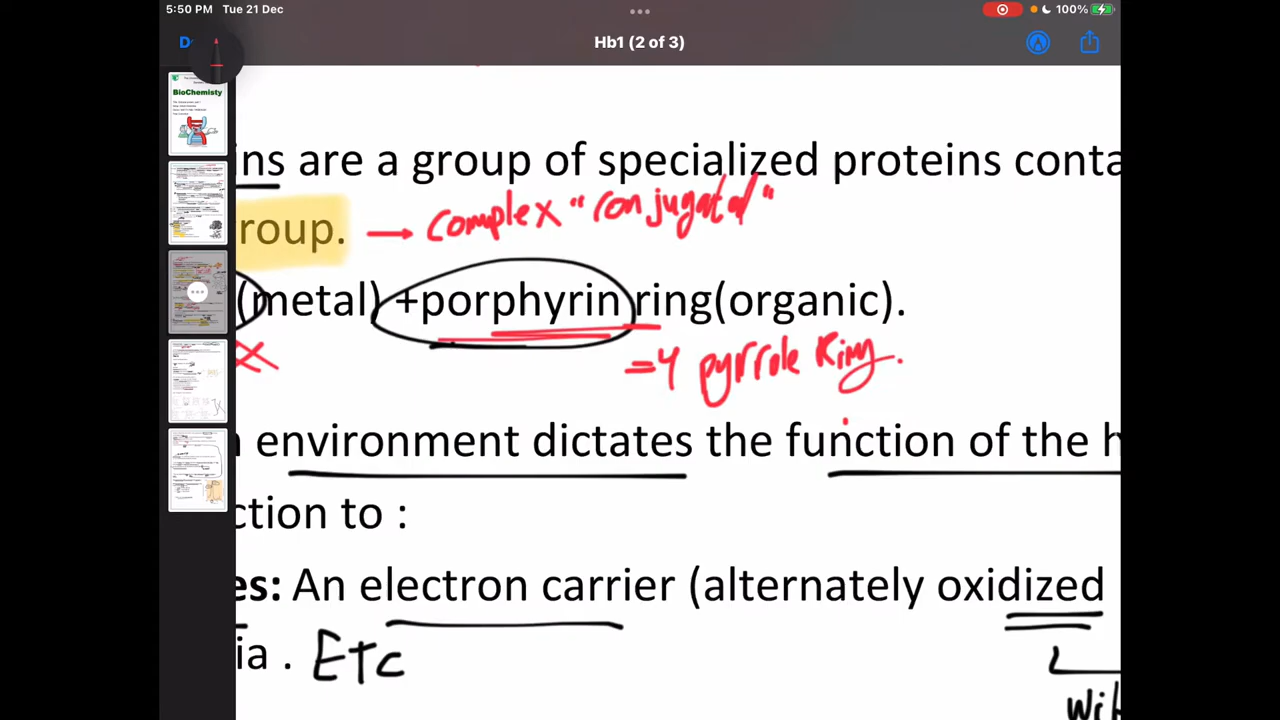 5:50 PM Tue 21 Dec
100%
Hb1 (2 of 3)
BioChemisty
ins are a group of specialized proteins conta
roup. → complex "conjugated"
(metal) +porphyrin ring(organic).
= 4 pyrrole Ring.
environment dictates the function of the h
ction to :
es: An electron carrier (alternately oxidized
ia . ETC